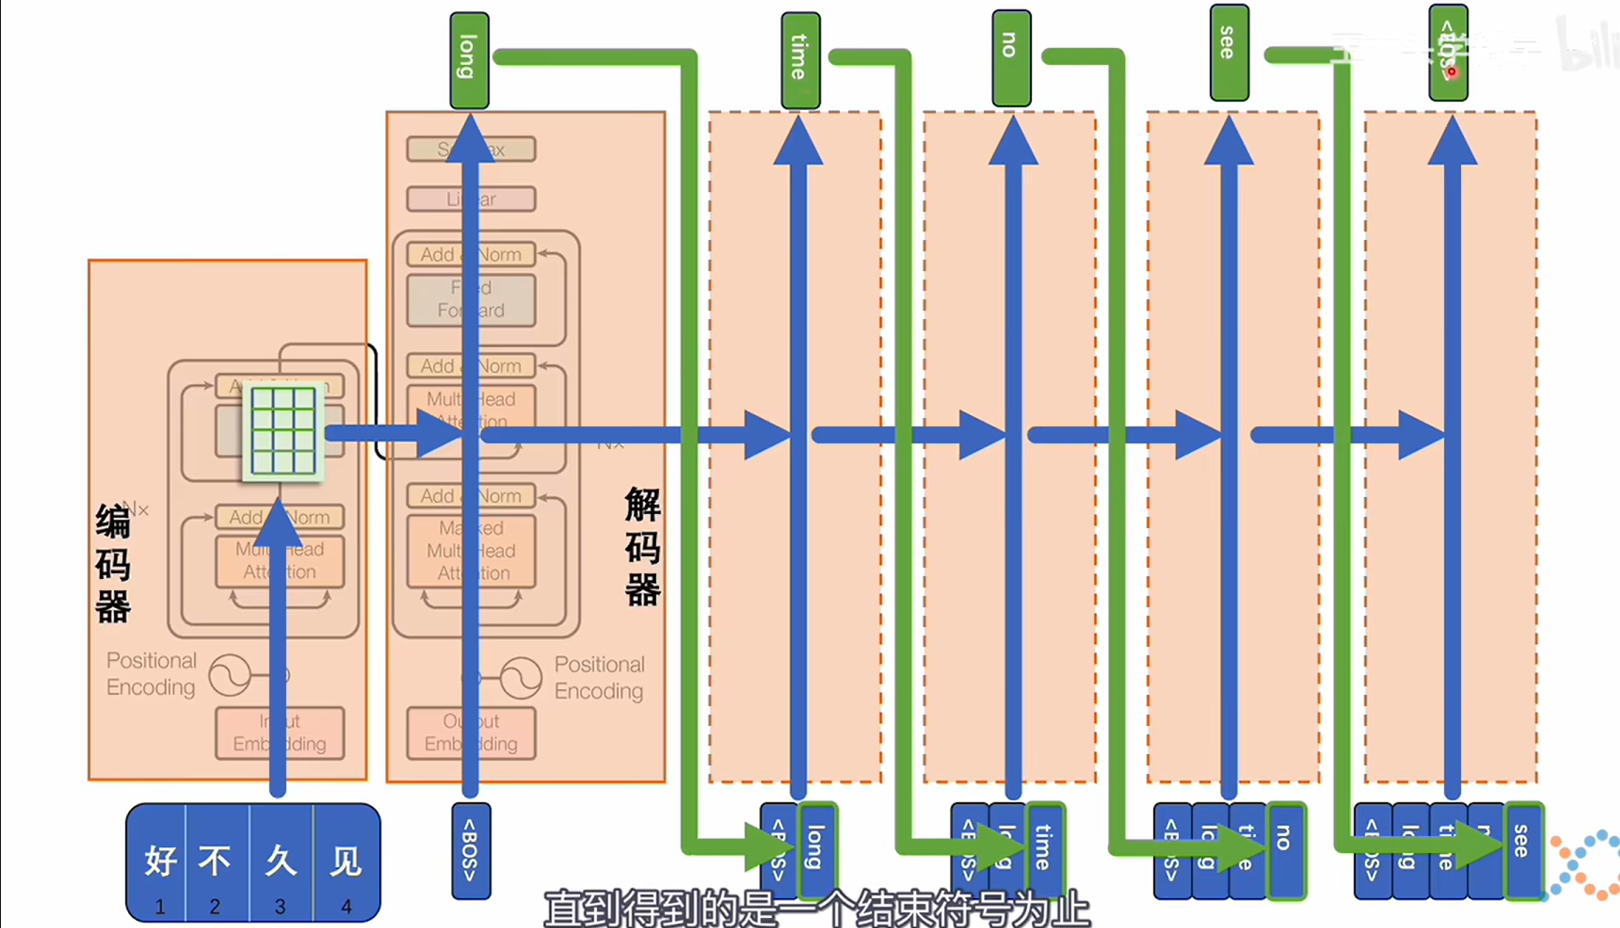 long
time
no
see
<EOS>
Softmax
Linear
Add & Norm
Feed
Forward
Add & Norm
Multi-Head
Attention
N×
Add & Norm
Masked
Multi-Head
Attention
解码器
Positional
Encoding
Output
Embedding
Add & Norm
N×
Add & Norm
Multi-Head
Attention
编码器
Positional
Encoding
Input
Embedding
好 不 久 见
1 2 3 4
<BOS>
<BOS> long
<BOS> long time
<BOS> long time no
<BOS> long time no see
直到得到的是一个结束符号为止
bili